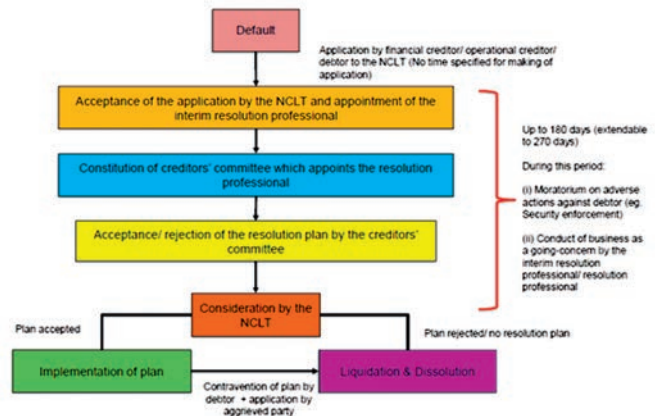 Default
Application by financial creditor/ operational creditor/
debtor to the NCLT (No time specified for making of
application)
Acceptance of the application by the NCLT and appointment of the
interim resolution professional
Up to 180 days (extendable
to 270 days)
During this period:
(i) Moratorium on adverse
actions against debtor (eg.
Security enforcement)
(ii) Conduct of business as
a going-concern by the
interim resolution
professional/ resolution
professional
Constitution of creditors' committee which appoints the resolution
professional
Acceptance/ rejection of the resolution plan by the creditors'
committee
Consideration by the
NCLT
Plan accepted
Plan rejected/ no resolution plan
Implementation of plan
Liquidation & Dissolution
Contravention of plan by
debtor + application by
aggrieved party